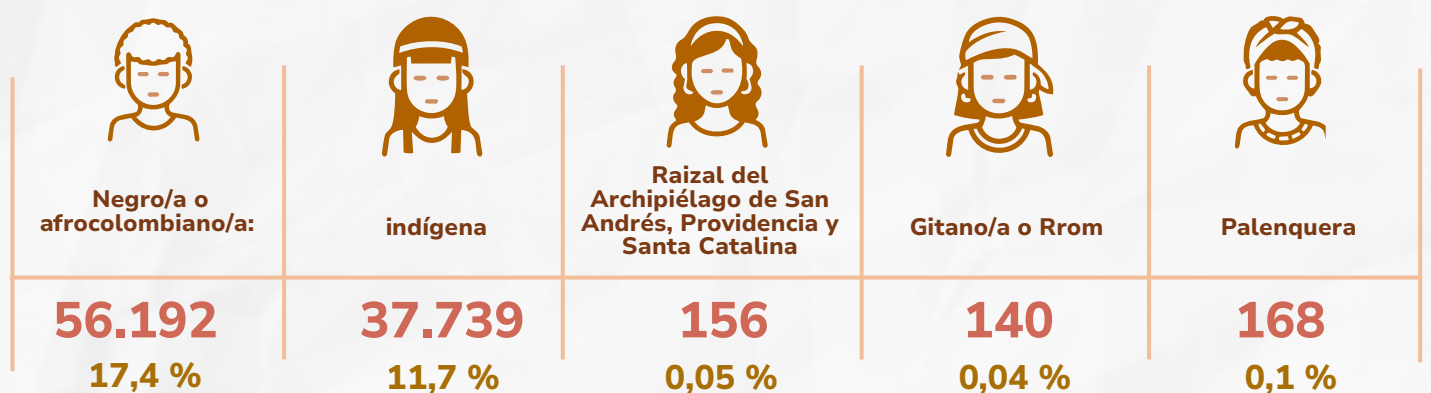 Negro/a o
afrocolombiano/a:
indígena
Raizal del
Archipiélago de San
Andrés, Providencia y
Santa Catalina
Gitano/a o Rrom
Palenquera
56.192
37.739
156
140
168
17,4 %
11,7 %
0,05 %
0,04 %
0,1 %